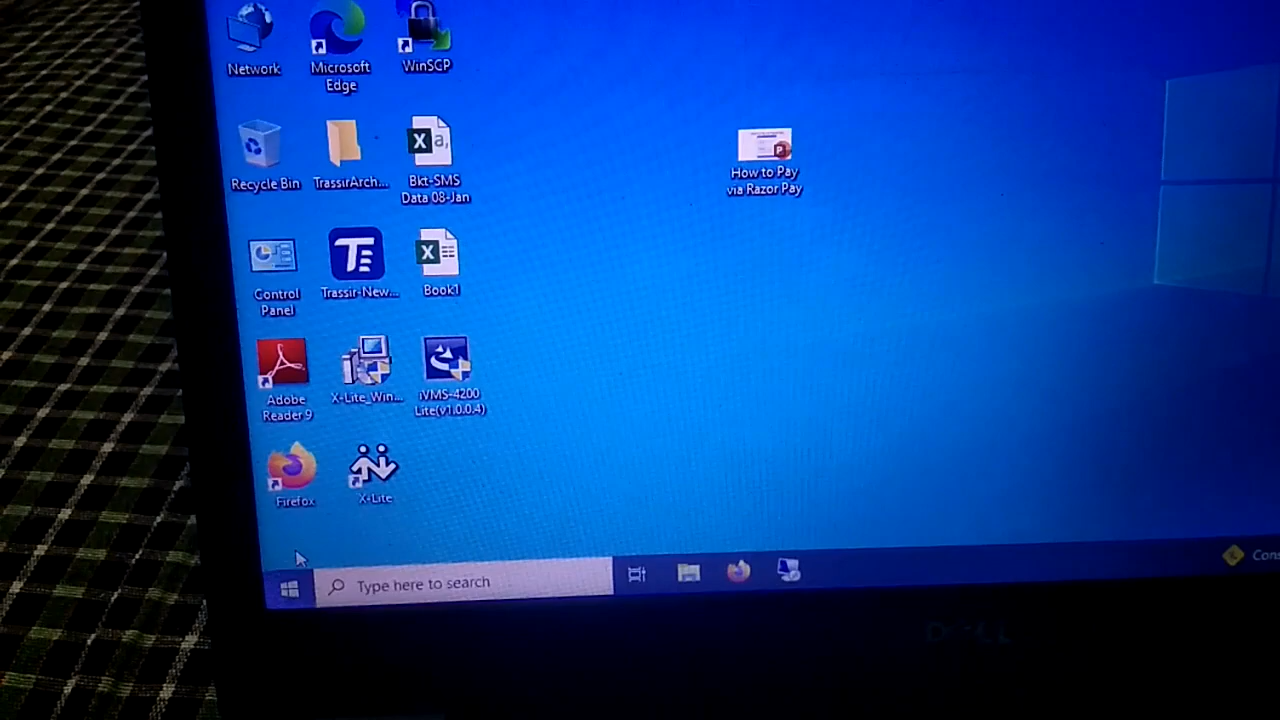 Network
Microsoft
Edge
WinSCP
Recycle Bin
TrassirArch...
Bkt-SMS
Data 08-Jan
How to Pay
via Razor Pay
Control
Panel
Trassir-New...
Book1
Adobe
Reader 9
X-Lite_Win...
iVMS-4200
Lite(v1.0.0.4)
Firefox
X-Lite
Type here to search
Cons
DELL